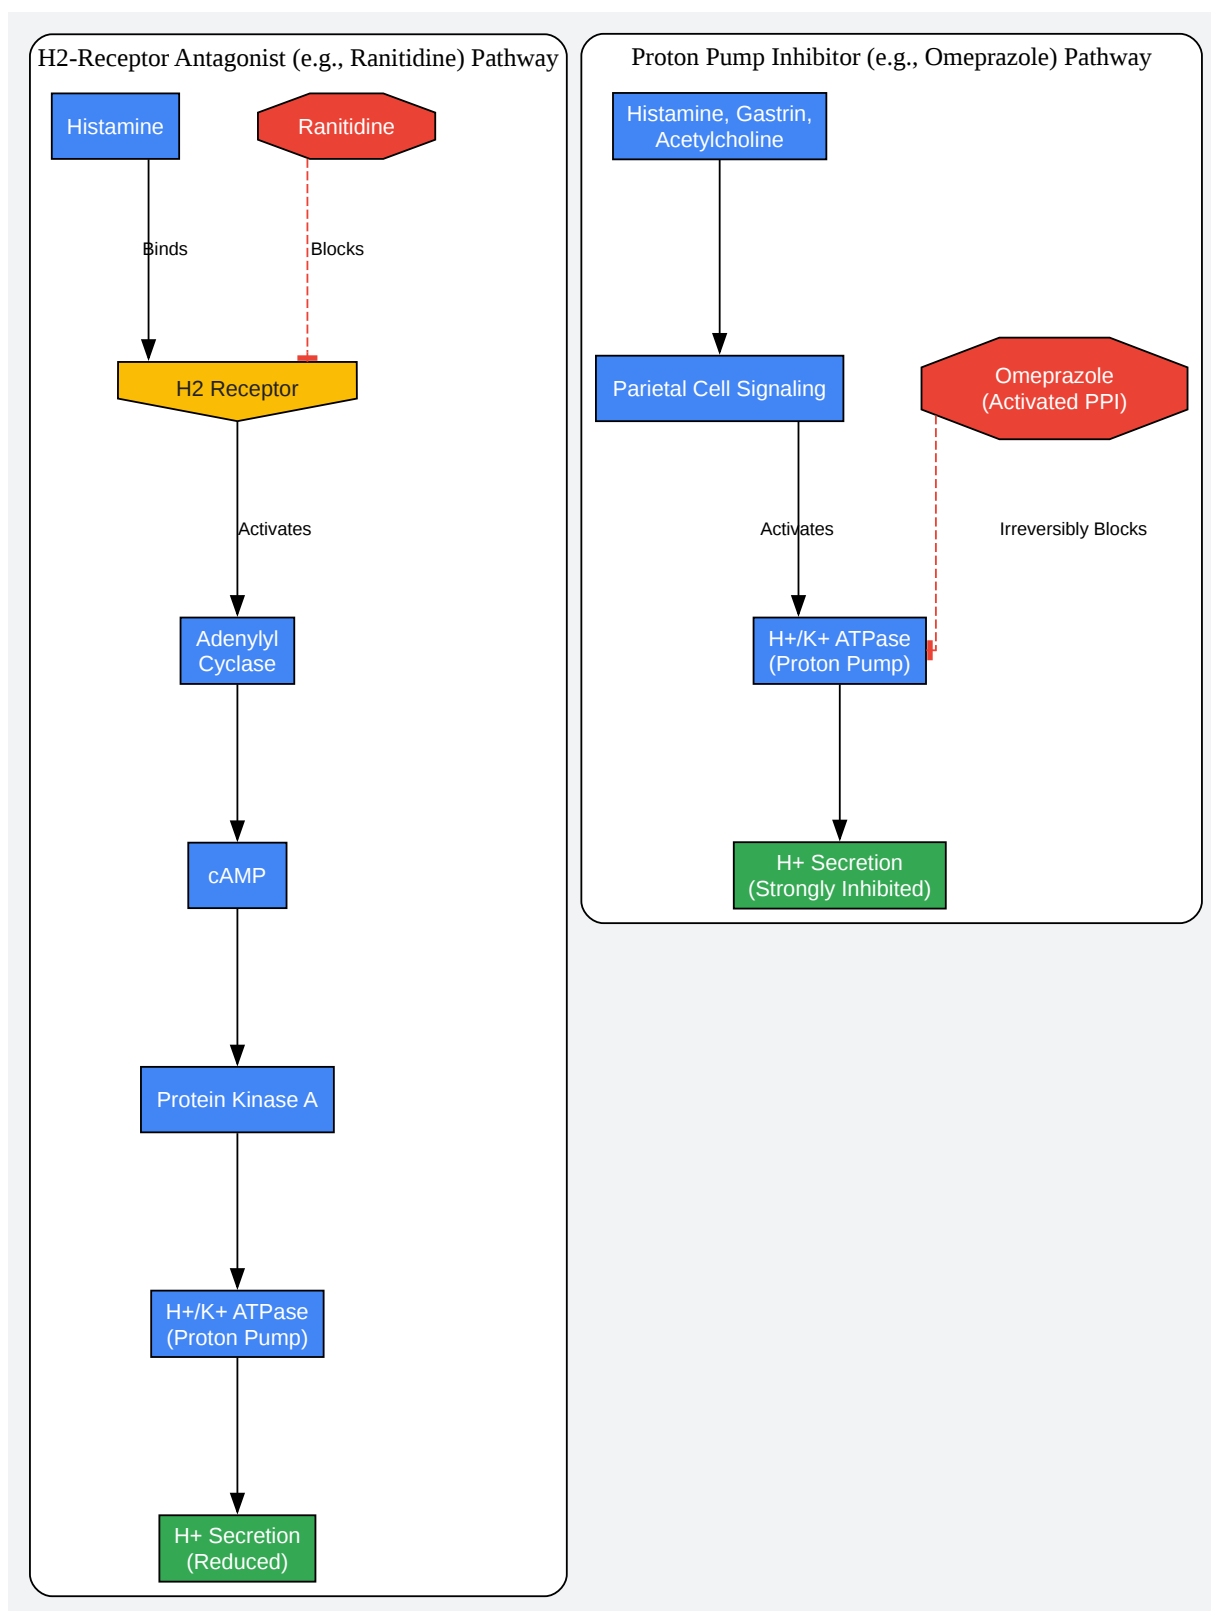 H2-Receptor Antagonist (e.g., Ranitidine) Pathway
Histamine
Ranitidine
Binds
Blocks
H2 Receptor
Activates
Adenylyl
Cyclase
cAMP
Protein Kinase A
H+/K+ ATPase
(Proton Pump)
H+ Secretion
(Reduced)
Proton Pump Inhibitor (e.g., Omeprazole) Pathway
Histamine, Gastrin,
Acetylcholine
Parietal Cell Signaling
Omeprazole
(Activated PPI)
Activates
Irreversibly Blocks
H+/K+ ATPase
(Proton Pump)
H+ Secretion
(Strongly Inhibited)